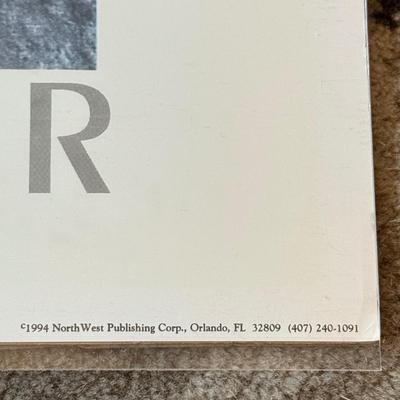 R
©1994 NorthWest Publishing Corp., Orlando, FL 32809 (407) 240-1091